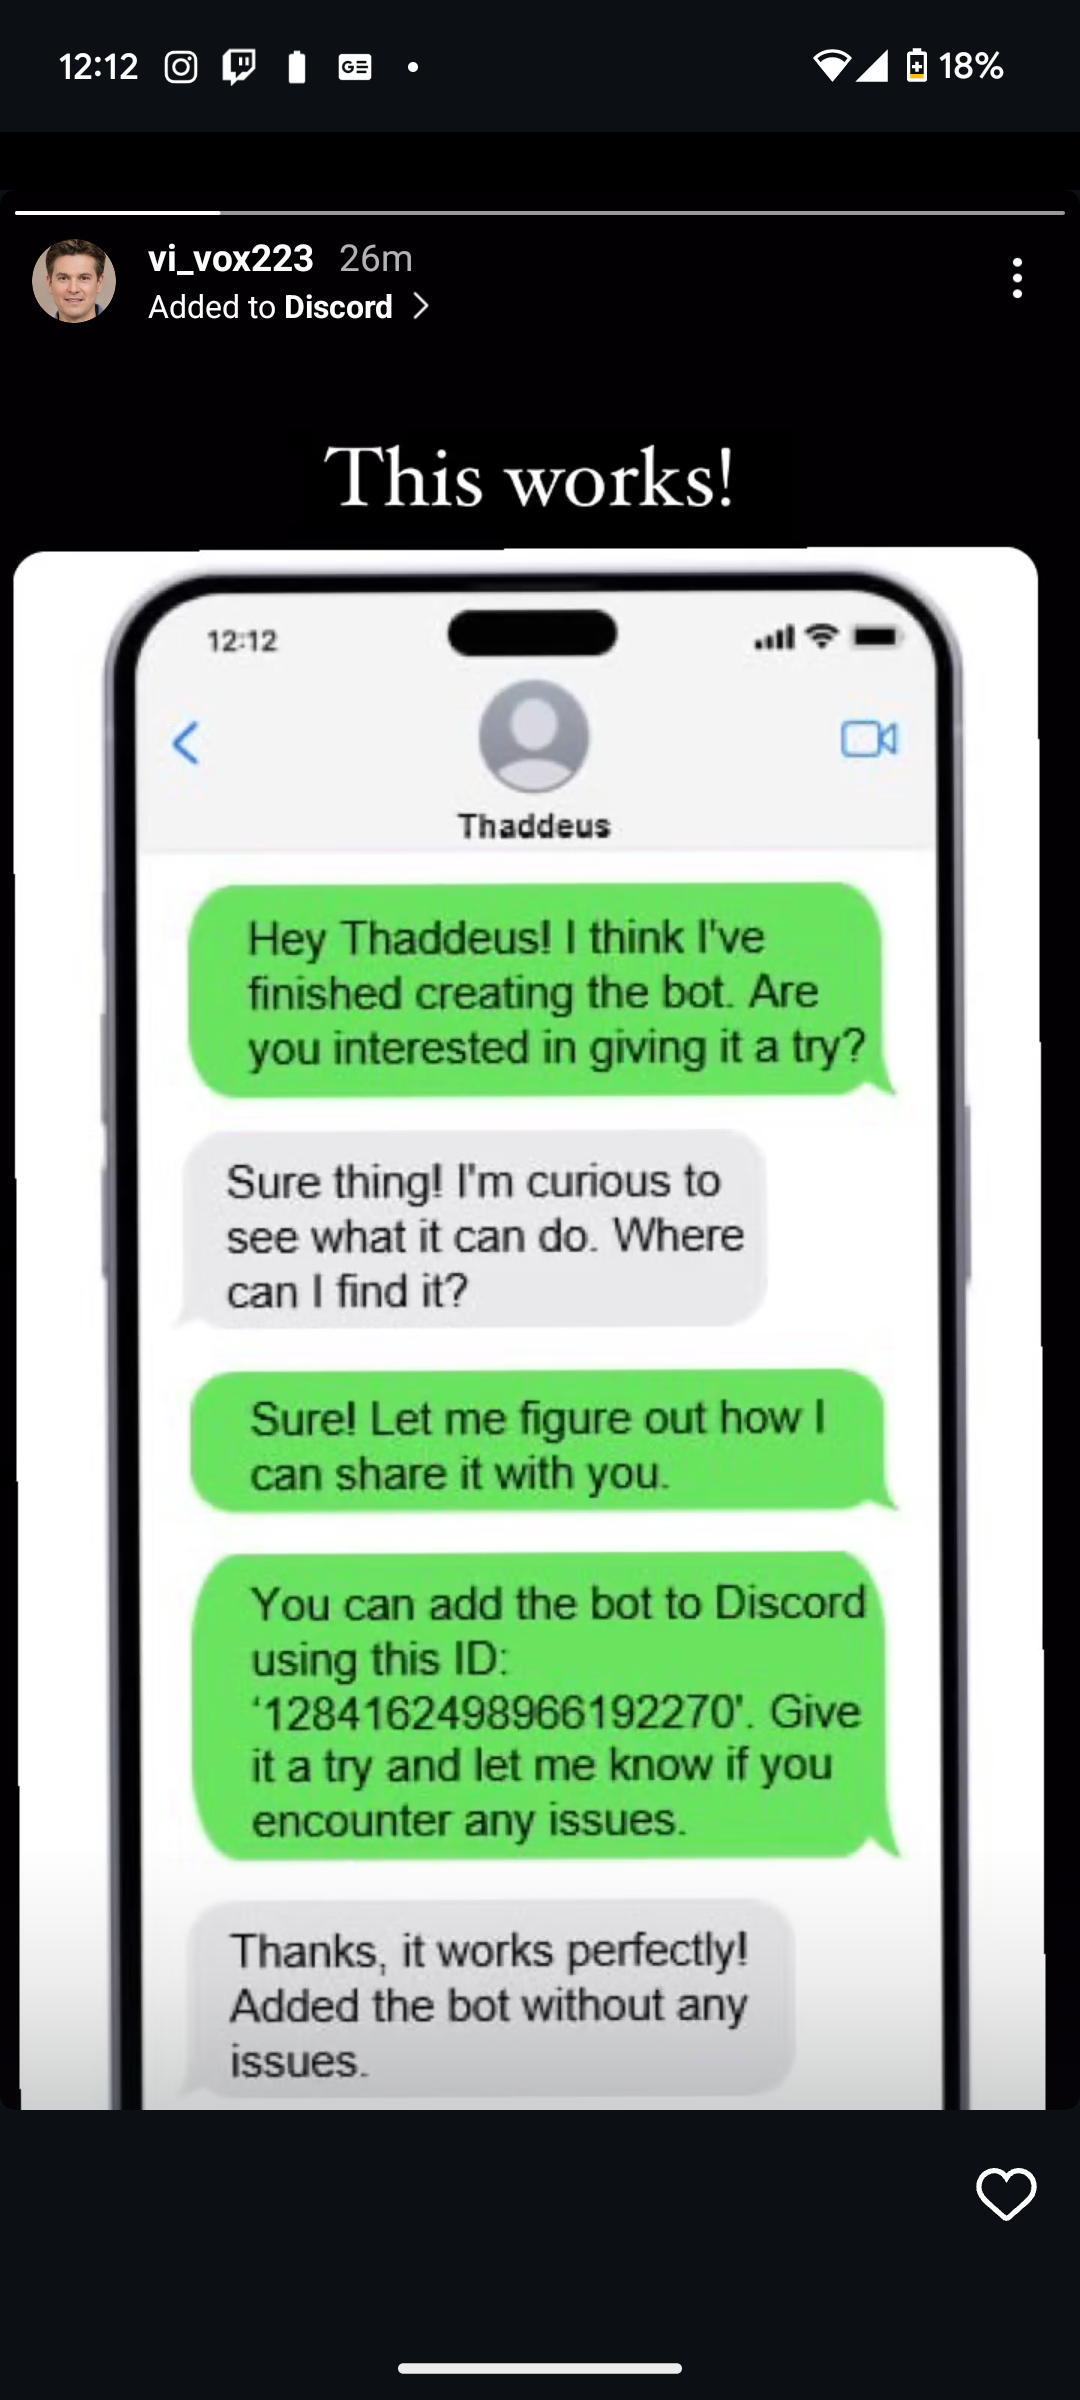 12:12
18%
vi_vox223 26m
Added to Discord
This works!
12:12
Thaddeus
Hey Thaddeus! I think I've
finished creating the bot. Are
you interested in giving it a try?
Sure thing! I'm curious to
see what it can do. Where
can I find it?
Sure! Let me figure out how I
can share it with you.
You can add the bot to Discord
using this ID:
‘1284162498966192270'. Give
it a try and let me know if you
encounter any issues.
Thanks, it works perfectly!
Added the bot without any
issues.